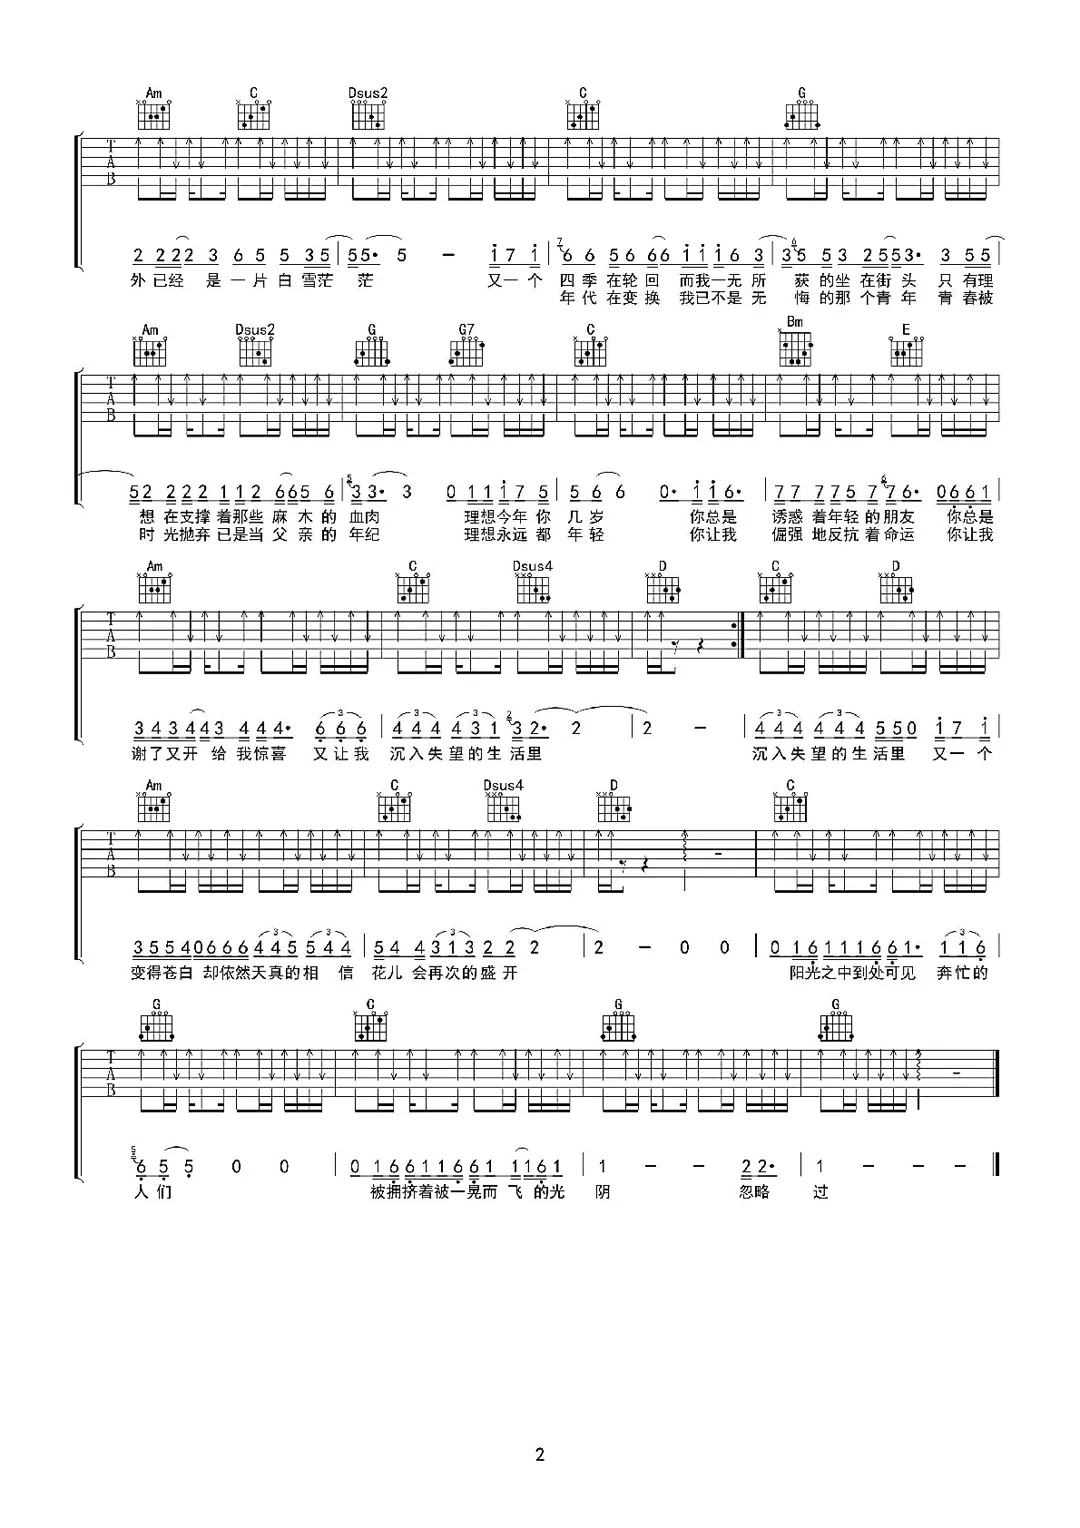 Am C Dsus2 C G
T A B
2 2 2 2 2 3 6 5 5 3 5 | 5 5· 5 - 1 7 1 | 7 6 6 5 6 6 6 1 1 1 6 3 | 6 3 5 5 3 2 5 5 3· 3 5 5
外已经 是一片白雪茫 茫 又一个 四季在轮回 而我一无所 获的坐在街头 只有理
年代在变换 我已不是无 悔的那个青年 青春被
Am Dsus2 G G7 C Bm E
T A B
5 2 2 2 2 1 1 1 2 6 6 5 6 | 5 3 3· 3 0 1 1 1 7 5 | 5 6 6 0· 1 1 6· | 7 7 7 7 5 7 6 7 6· 0 6 6 1
想在支撑着那些麻木的 血肉 理想今年你 几岁 你总是 诱惑着年轻的朋友 你总是
时光抛弃已是当父亲的 年纪 理想永远都 年轻 你让我 倔强地反抗着命运 你让我
Am C Dsus4 D C D
T A B
3 4 3 4 4 3 4 4 4· 6 6 6 | 4 4 4 4 3 1 2 3 2· 2 | 2 - | 4 4 4 4 4 4 5 5 0 1 7 1
谢了又开 给我惊喜 又让我 沉入失望的生活里 沉入失望的生活里 又一个
Am C Dsus4 D C
T A B
3 5 5 4 0 6 6 6 4 4 5 5 4 4 | 5 4 4 3 1 3 2 2 2 | 2 - 0 0 | 0 1 6 1 1 1 6 6 1· 1 1 6
变得苍白 却依然天真的相 信 花儿 会再次的盛开 阳光之中到处可见 奔忙的
G C G G
T A B
5 6 5 5 0 0 | 0 1 6 6 1 1 6 6 1 1 1 6 1 | 1 - - 2 2· | 1 - -
人们 被拥挤着被一晃而 飞的光 阴 忽略 过
2